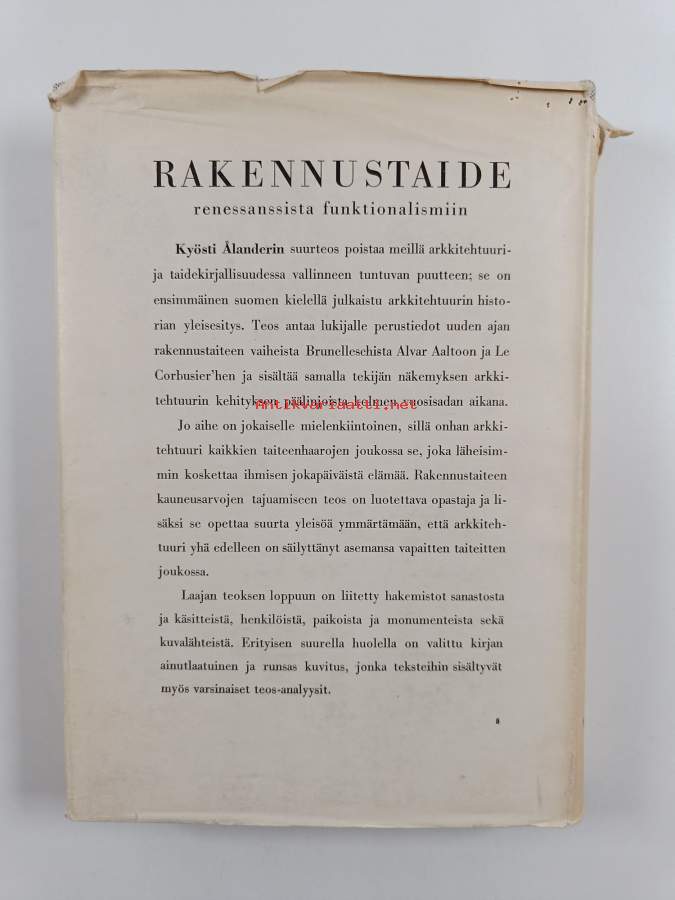 RAKENNUSTAIDE
renessanssista funktionalismiin
Kyösti Ålanderin suurteos poistaa meillä arkkitehtuuri-
ja taidekirjallisuudessa vallinneen tuntuvan puutteen; se on
ensimmäinen suomen kielellä julkaistu arkkitehtuurin histo-
rian yleisesitys. Teos antaa lukijalle perustiedot uuden ajan
rakennustaiteen vaiheista Brunelleschista Alvar Aaltoon ja Le
Corbusier'hen ja sisältää samalla tekijän näkemyksen arkki-
tehtuurin kehityksen päälinjoista kolmen vuosisadan aikana.
Antikvariaatti.net
Jo aihe on jokaiselle mielenkiintoinen, sillä onhan arkki-
tehtuuri kaikkien taiteenhaarojen joukossa se, joka läheisim-
min koskettaa ihmisen jokapäiväistä elämää. Rakennustaiteen
kauneusarvojen tajuamiseen teos on luotettava opastaja ja li-
säksi se opettaa suurta yleisöä ymmärtämään, että arkkiteh-
tuuri yhä edelleen on säilyttänyt asemansa vapaitten taiteitten
joukossa.
Laajan teoksen loppuun on liitetty hakemistot sanastosta
ja käsitteistä, henkilöistä, paikoista ja monumenteista sekä
kuvalähteistä. Erityisen suurella huolella on valittu kirjan
ainutlaatuinen ja runsas kuvitus, jonka teksteihin sisältyvät
myös varsinaiset teos-analyysit.
8